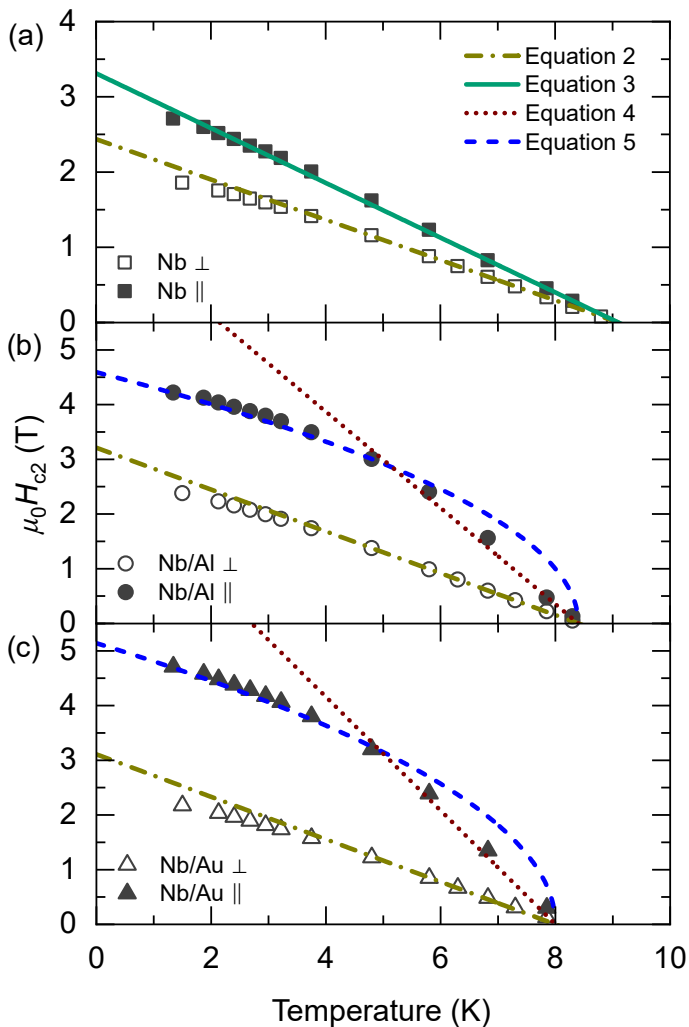 (a)
4
3
2
1
0
Equation 2
Equation 3
Equation 4
Equation 5
Nb ⊥
Nb ||
(b)
5
4
3
2
1
0
μ₀Hc2 (T)
Nb/Al ⊥
Nb/Al ||
(c)
5
4
3
2
1
0
Nb/Au ⊥
Nb/Au ||
0 2 4 6 8 10
Temperature (K)